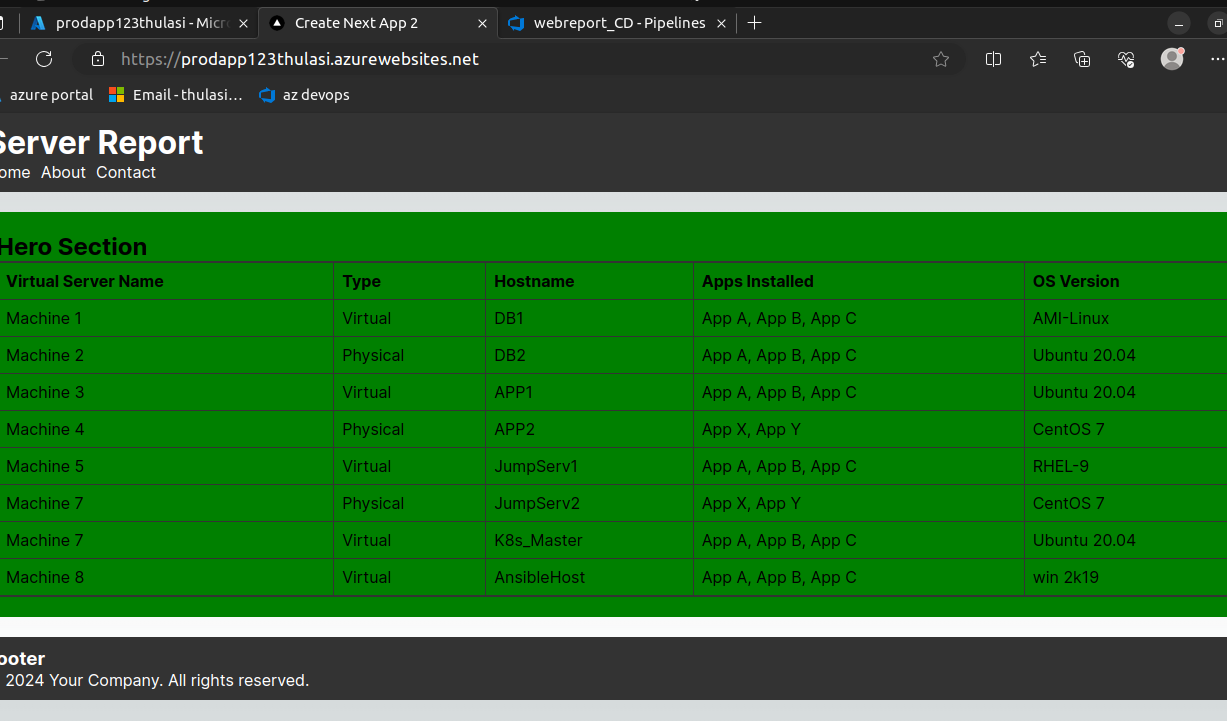 prodapp123thulasi - Micr
Create Next App 2
webreport_CD - Pipelines
https://prodapp123thulasi.azurewebsites.net
azure portal
Email - thulasi...
az devops
Server Report
ome About Contact
Hero Section
Virtual Server Name Type Hostname Apps Installed OS Version
Machine 1 Virtual DB1 App A, App B, App C AMI-Linux
Machine 2 Physical DB2 App A, App B, App C Ubuntu 20.04
Machine 3 Virtual APP1 App A, App B, App C Ubuntu 20.04
Machine 4 Physical APP2 App X, App Y CentOS 7
Machine 5 Virtual JumpServ1 App A, App B, App C RHEL-9
Machine 7 Physical JumpServ2 App X, App Y CentOS 7
Machine 7 Virtual K8s_Master App A, App B, App C Ubuntu 20.04
Machine 8 Virtual AnsibleHost App A, App B, App C win 2k19
ooter
2024 Your Company. All rights reserved.